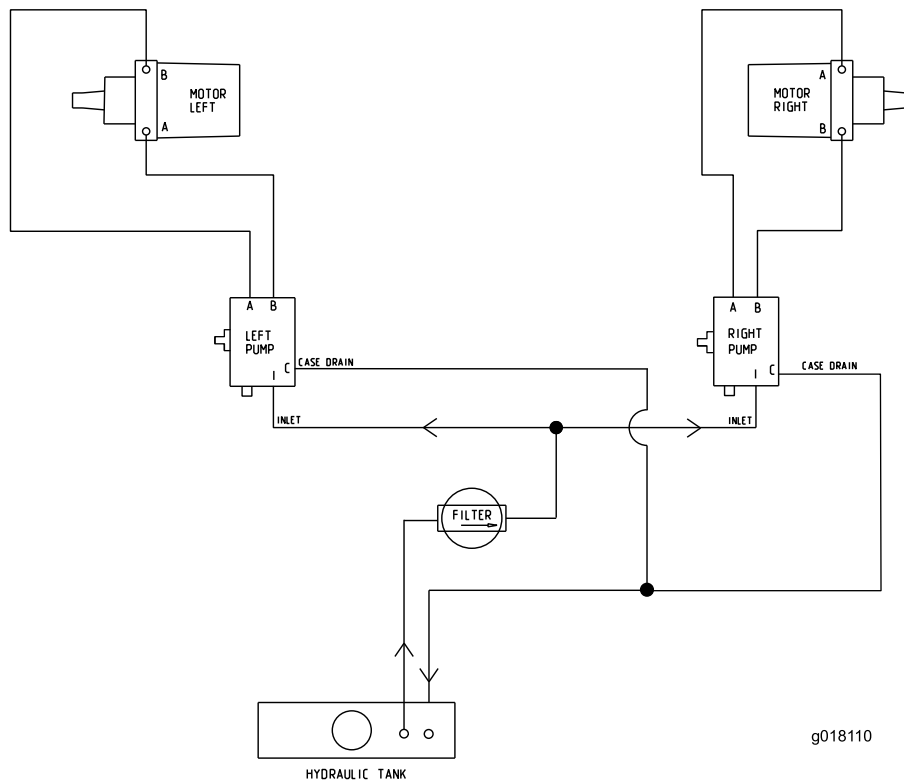 B
MOTOR
LEFT
A
A
MOTOR
RIGHT
B
A B
LEFT
PUMP
C
I
CASE DRAIN
INLET
A B
RIGHT
PUMP
C
I
CASE DRAIN
INLET
FILTER
HYDRAULIC TANK
g018110